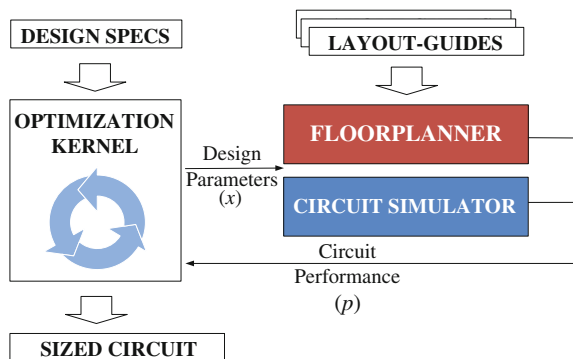 DESIGN SPECS
LAYOUT-GUIDES
OPTIMIZATION
KERNEL
FLOORPLANNER
Design
Parameters
(x)
CIRCUIT SIMULATOR
Circuit
Performance
(p)
SIZED CIRCUIT